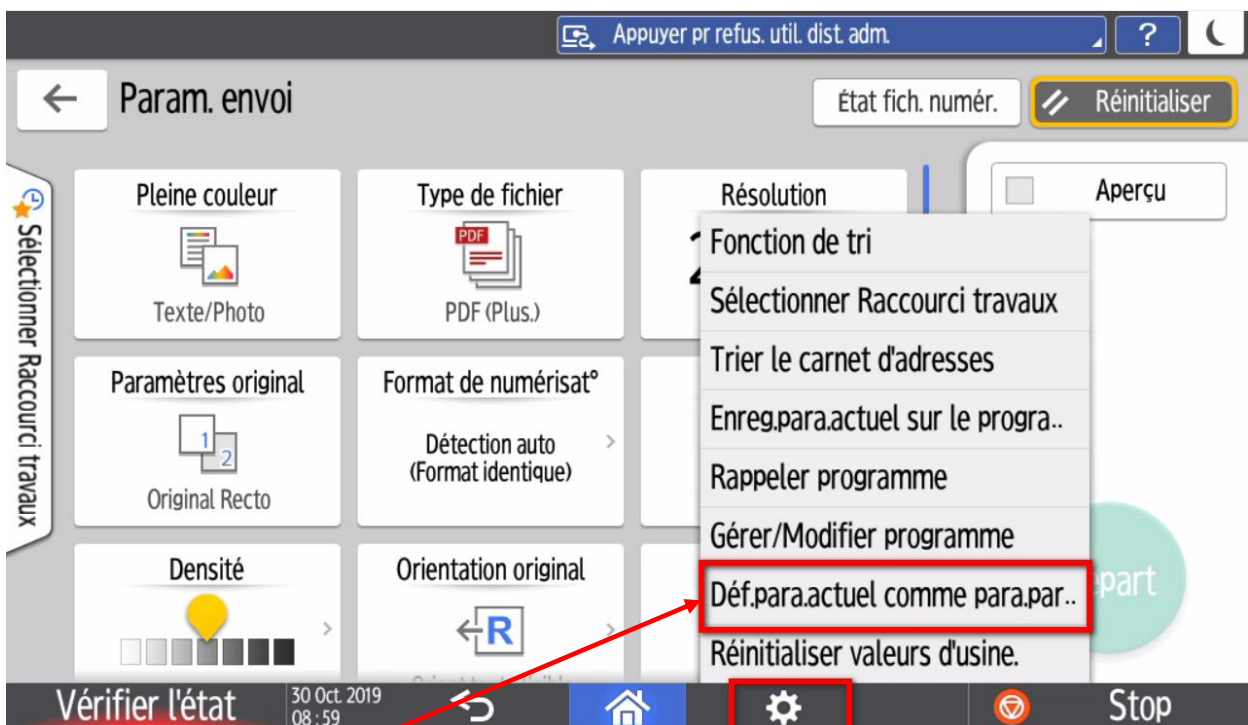 Appuyer pr refus. util. dist. adm.
?
Param. envoi
État fich. numér.
Réinitialiser
Sélectionner Raccourci travaux
Pleine couleur
Texte/Photo
Type de fichier
PDF
PDF (Plus.)
Résolution
Aperçu
Paramètres original
1
2
Original Recto
Format de numérisat°
Détection auto
(Format identique)
Densité
Orientation original
R
Fonction de tri
Sélectionner Raccourci travaux
Trier le carnet d'adresses
Enreg.para.actuel sur le progra..
Rappeler programme
Gérer/Modifier programme
Déf.para.actuel comme para.par..
Réinitialiser valeurs d'usine.
part
Vérifier l'état
30 Oct. 2019
08 : 59
Stop